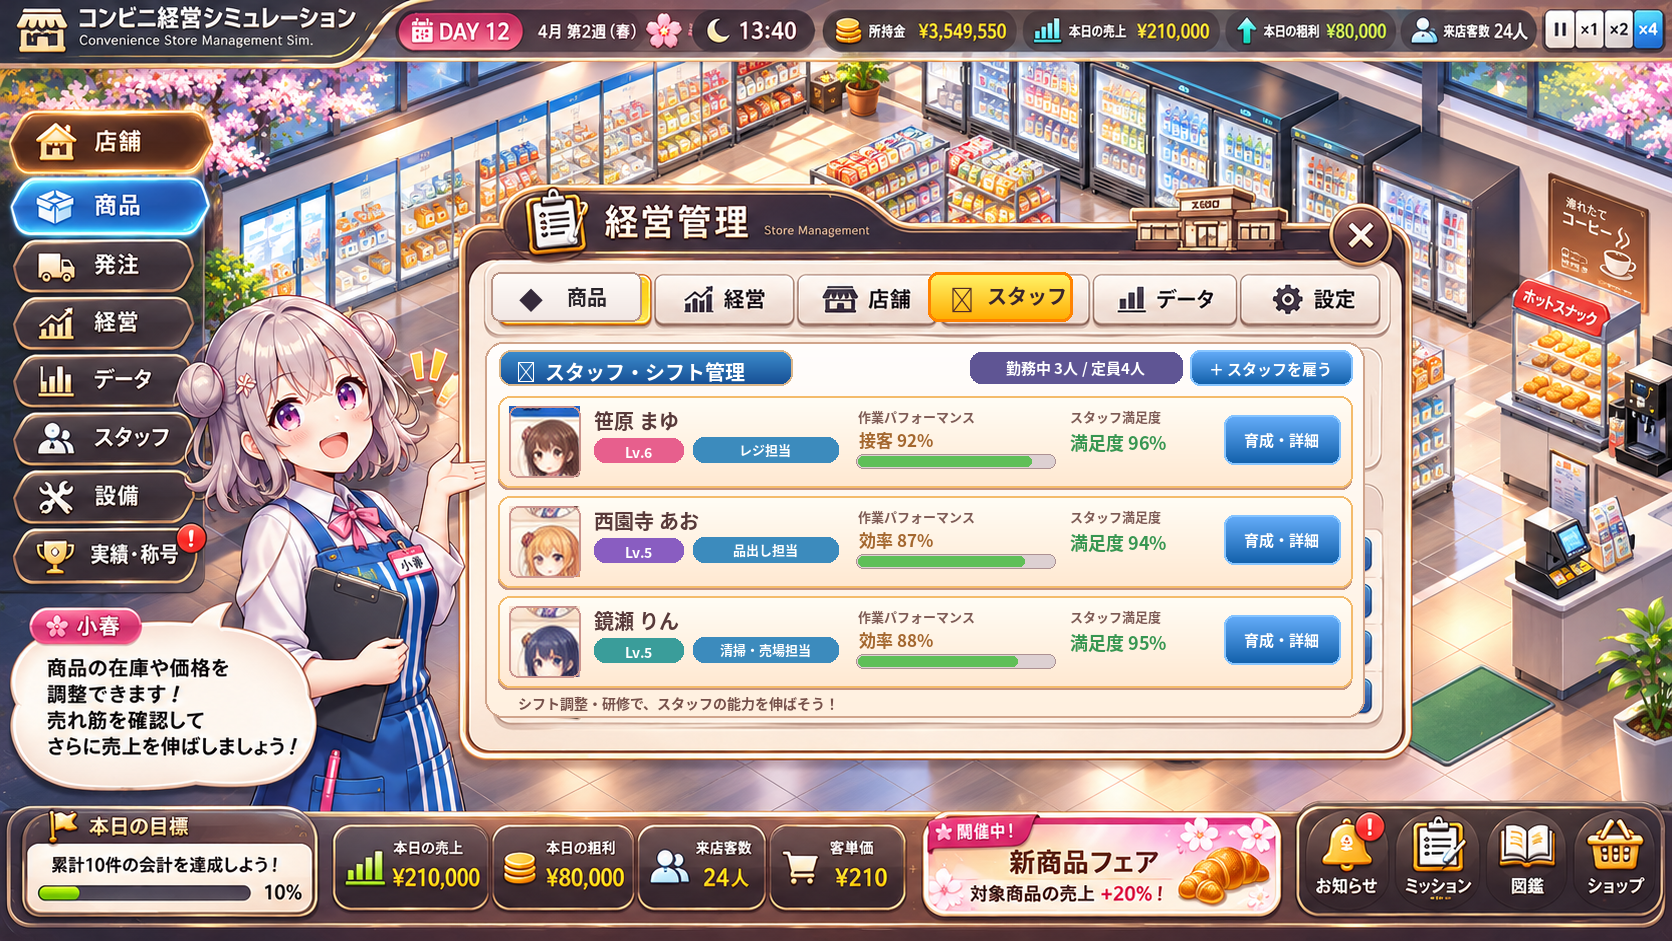 コンビニ経営シミュレーション
Convenience Store Management Sim.
DAY 12
4月 第2週 (春)
13:40
所持金 ¥3,549,550
本日の売上 ¥210,000
本日の粗利 ¥80,000
来店客数 24人
×1
×2
×4
店舗
商品
発注
経営
データ
スタッフ
設備
実績・称号
!
経営管理
Store Management
商品
経営
店舗
スタッフ
データ
設定
スタッフ・シフト管理
勤務中 3人 / 定員4人
+ スタッフを雇う
笹原 まゆ
Lv.6
レジ担当
作業パフォーマンス
接客 92%
スタッフ満足度
満足度 96%
育成・詳細
西園寺 あお
Lv.5
品出し担当
作業パフォーマンス
効率 87%
スタッフ満足度
満足度 94%
育成・詳細
鏡瀬 りん
Lv.5
清掃・売場担当
作業パフォーマンス
効率 88%
スタッフ満足度
満足度 95%
育成・詳細
シフト調整・研修で、スタッフの能力を伸ばそう！
コーヒー
ホットスナック
小春
小春
商品の在庫や価格を
調整できます！
売れ筋を確認して
さらに売上を伸ばしましょう！
本日の目標
累計10件の会計を達成しよう！
10%
本日の売上
¥210,000
本日の粗利
¥80,000
来店客数
24人
客単価
¥210
開催中！
新商品フェア
対象商品の売上 +20%！
お知らせ
!
ミッション
図鑑
ショップ